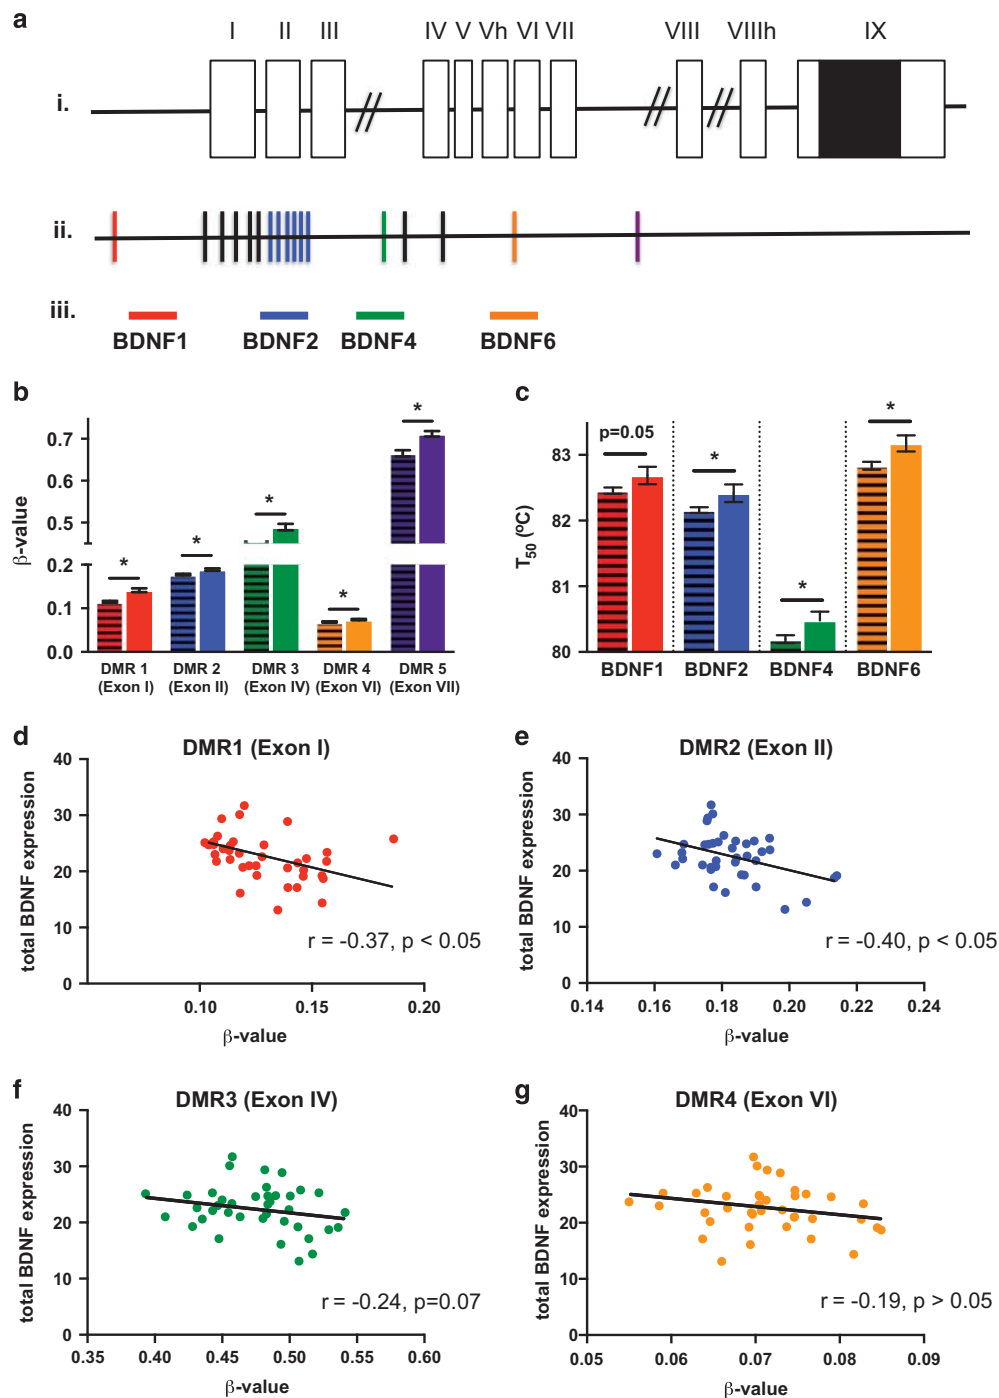 a
I II III IV V Vh VI VII VIII VIIIh IX
i.
ii.
iii.
BDNF1 BDNF2 BDNF4 BDNF6
b
β-value
0.7
0.5
0.2
0.1
0.0
* * * * *
DMR 1 (Exon I)
DMR 2 (Exon II)
DMR 3 (Exon IV)
DMR 4 (Exon VI)
DMR 5 (Exon VII)
c
T50 (ºC)
83
82
81
80
p=0.05 * * *
BDNF1 BDNF2 BDNF4 BDNF6
d
DMR1 (Exon I)
total BDNF expression
40
30
20
10
0
r = -0.37, p < 0.05
0.10 0.15 0.20
β-value
e
DMR2 (Exon II)
total BDNF expression
40
30
20
10
0
r = -0.40, p < 0.05
0.14 0.16 0.18 0.20 0.22 0.24
β-value
f
DMR3 (Exon IV)
total BDNF expression
40
30
20
10
0
r = -0.24, p=0.07
0.35 0.40 0.45 0.50 0.55 0.60
β-value
g
DMR4 (Exon VI)
total BDNF expression
40
30
20
10
0
r = -0.19, p > 0.05
0.05 0.06 0.07 0.08 0.09
β-value